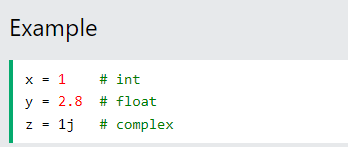 Example
x = 1    # int
y = 2.8  # float
z = 1j   # complex